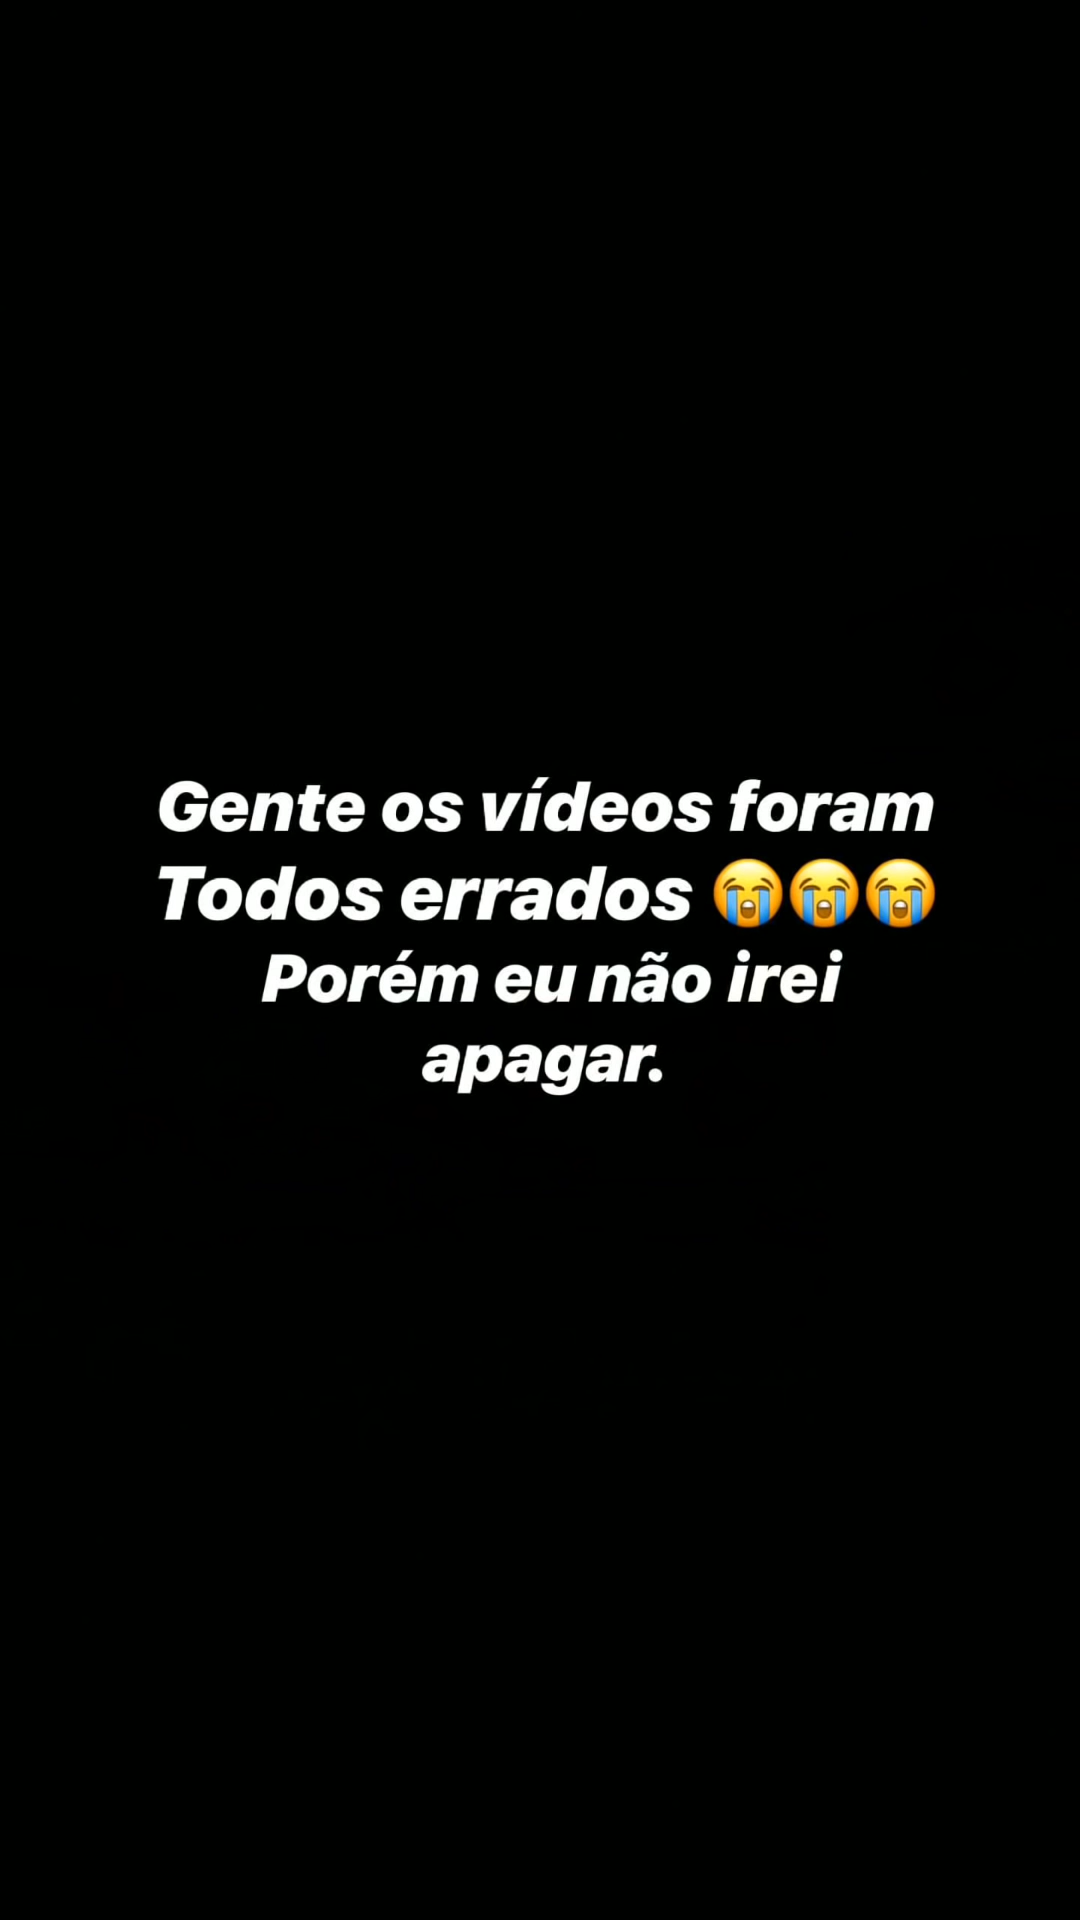 Gente os vídeos foram
Todos errados 😭😭😭
Porém eu não irei
apagar.